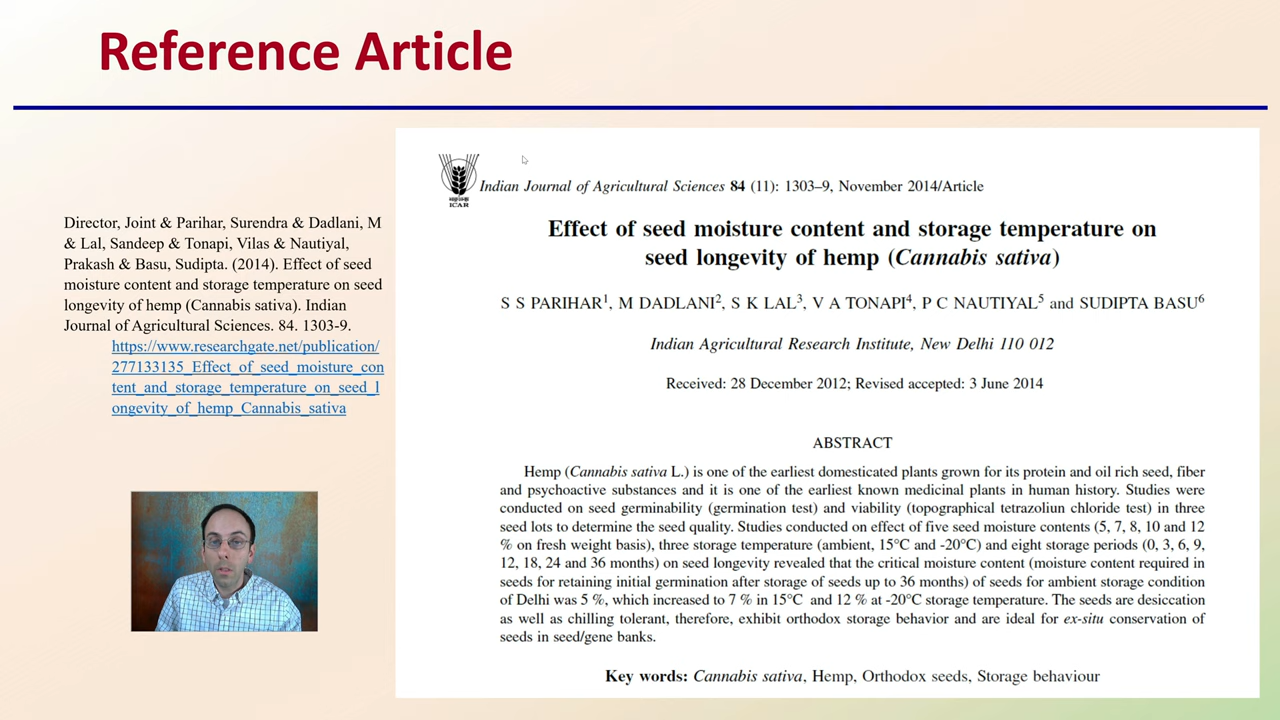 Reference Article
Director, Joint & Parihar, Surendra & Dadlani, M
& Lal, Sandeep & Tonapi, Vilas & Nautiyal,
Prakash & Basu, Sudipta. (2014). Effect of seed
moisture content and storage temperature on seed
longevity of hemp (Cannabis sativa). Indian
Journal of Agricultural Sciences. 84. 1303-9.
https://www.researchgate.net/publication/
277133135_Effect_of_seed_moisture_con
tent_and_storage_temperature_on_seed_l
ongevity_of_hemp_Cannabis_sativa
ICAR
Indian Journal of Agricultural Sciences 84 (11): 1303–9, November 2014/Article
Effect of seed moisture content and storage temperature on
seed longevity of hemp (Cannabis sativa)
S S PARIHAR1, M DADLANI2, S K LAL3, V A TONAPI4, P C NAUTIYAL5 and SUDIPTA BASU6
Indian Agricultural Research Institute, New Delhi 110 012
Received: 28 December 2012; Revised accepted: 3 June 2014
ABSTRACT
Hemp (Cannabis sativa L.) is one of the earliest domesticated plants grown for its protein and oil rich seed, fiber
and psychoactive substances and it is one of the earliest known medicinal plants in human history. Studies were
conducted on seed germinability (germination test) and viability (topographical tetrazoliun chloride test) in three
seed lots to determine the seed quality. Studies conducted on effect of five seed moisture contents (5, 7, 8, 10 and 12
% on fresh weight basis), three storage temperature (ambient, 15°C and -20°C) and eight storage periods (0, 3, 6, 9,
12, 18, 24 and 36 months) on seed longevity revealed that the critical moisture content (moisture content required in
seeds for retaining initial germination after storage of seeds up to 36 months) of seeds for ambient storage condition
of Delhi was 5 %, which increased to 7 % in 15°C and 12 % at -20°C storage temperature. The seeds are desiccation
as well as chilling tolerant, therefore, exhibit orthodox storage behavior and are ideal for ex-situ conservation of
seeds in seed/gene banks.
Key words: Cannabis sativa, Hemp, Orthodox seeds, Storage behaviour